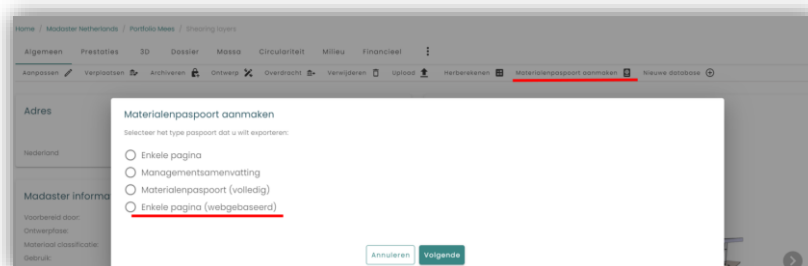 Home / Madaster Netherlands / Portfolio Mees / Shearing layers
Algemeen Prestaties 3D Dossier Massa Circulariteit Milieu Financieel
Aanpassen Verplaatsen Archiveren Ontwerp Overdracht Verwijderen Upload Herberekenen Materialenpaspoort aanmaken Nieuwe database
Adres
Nederland
Materialenpaspoort aanmaken
Selecteer het type paspoort dat u wilt exporteren:
Enkele pagina
Managementsamenvatting
Materialenpaspoort (volledig)
Enkele pagina (webgebaseerd)
Annuleren Volgende
Madaster informa
Voorbereid door:
Ontwerpfase:
Materiaal classificatie:
Gebruik: